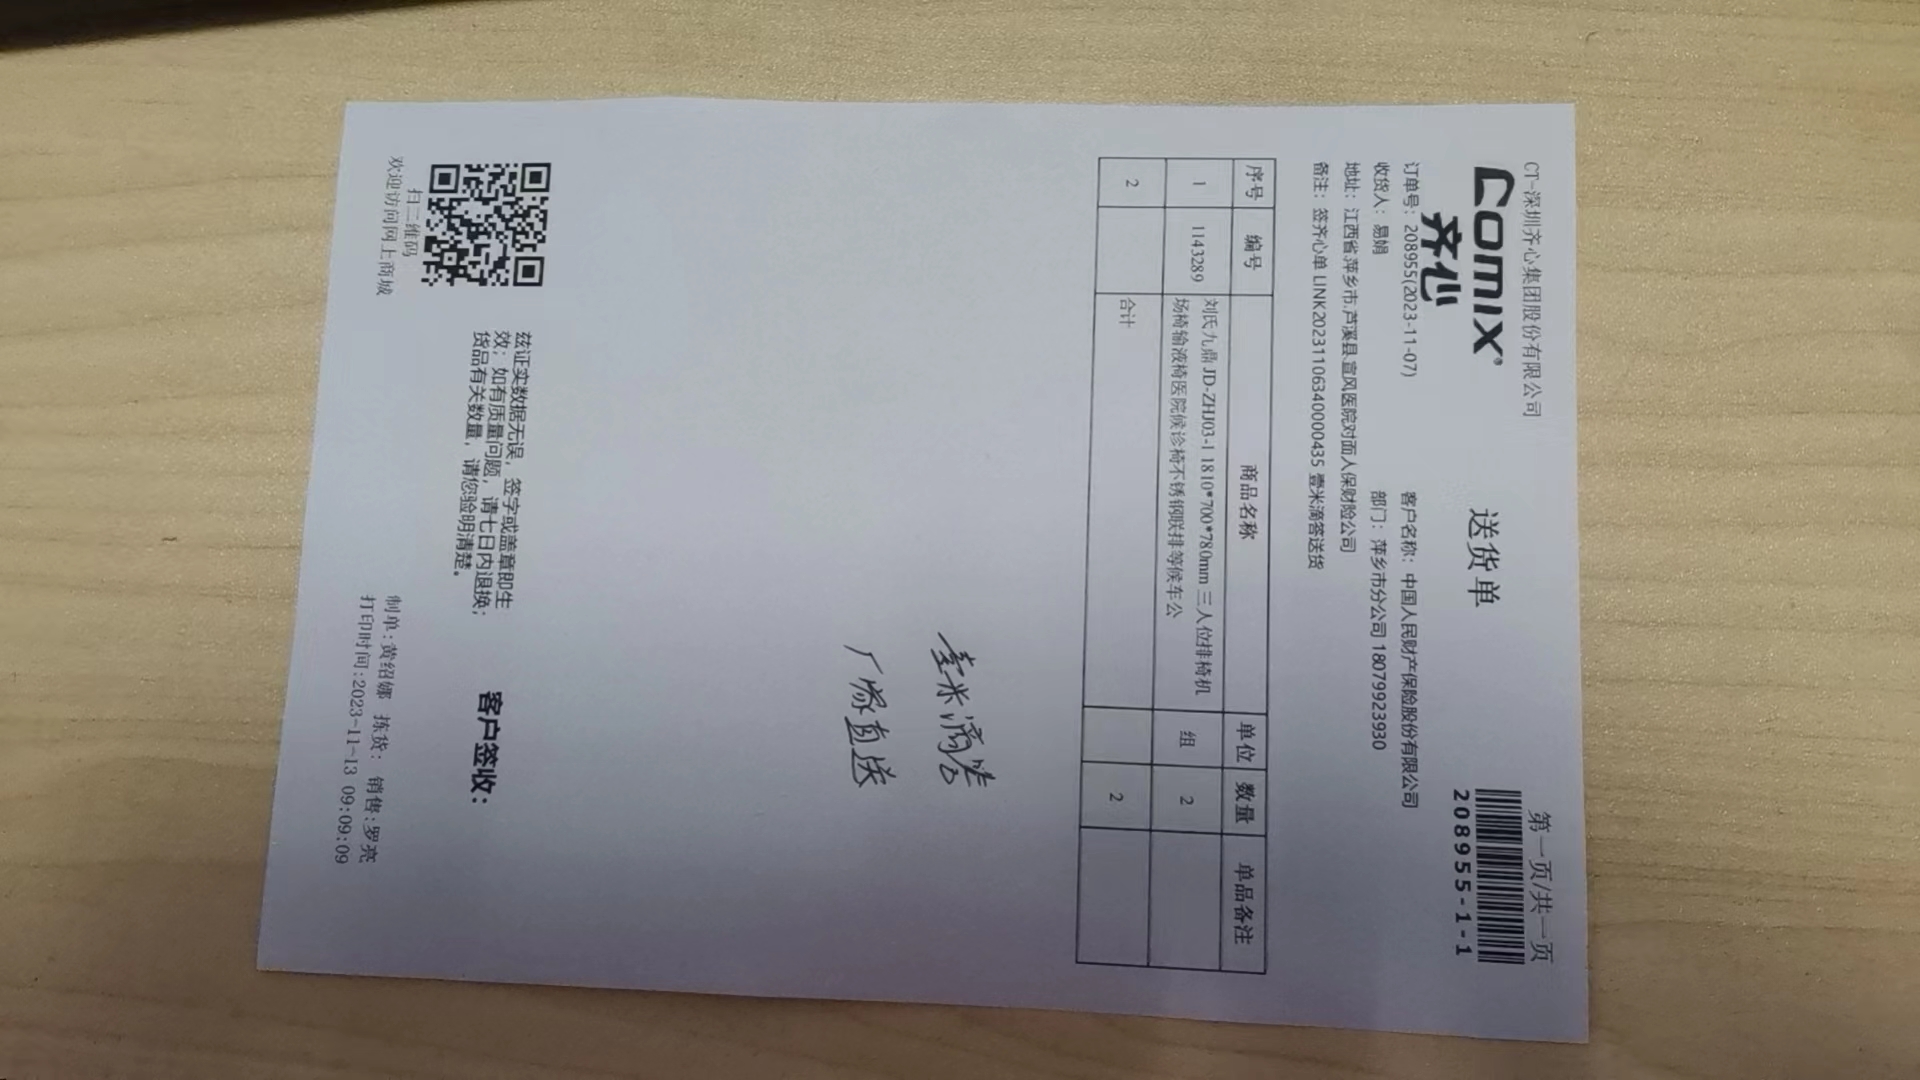 CT-深圳齐心集团股份有限公司
第一页/共一页
comix®
齐心
送货单
208955-1-1
订单号：208955(2023-11-07)
客户名称：中国人民财产保险股份有限公司
收货人：易娟
部门：萍乡市分公司 18079923930
地址：江西省.萍乡市.芦溪县.宣风医院对面人保财险公司
备注：签齐心单 LINK20231106340000435 壹米滴答送货
序号 编号 商品名称 单位 数量 单品备注
1 1143289 刘氏九鼎 JD-ZHJ03-1 1810*700*780mm 三人位排椅机
场椅输液椅医院候诊椅不锈钢联排等候车公 组 2
2 合计 2
壹米滴答
厂家直送
兹证实数据无误，签字或盖章即生
效；如有质量问题，请七日内退换；
货品有关数量，请您验明清楚。
客户签收：
扫二维码
欢迎访问网上商城
制单:黄绍娜 拣货: 销售:罗亮
打印时间:2023-11-13 09:09:09